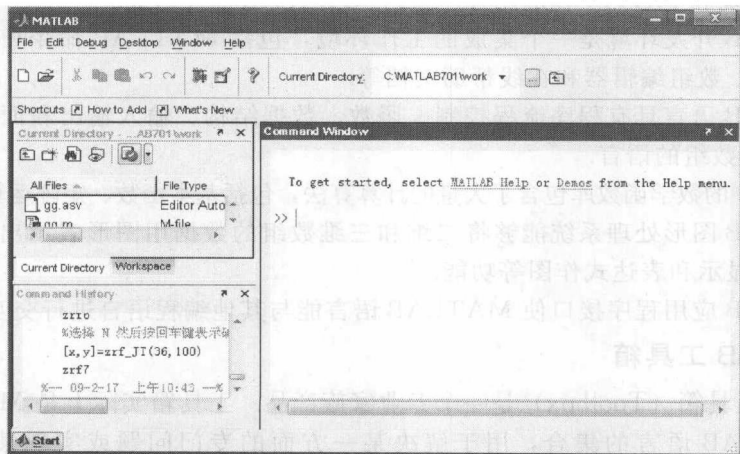 MATLAB
File Edit Debug Desktop Window Help
Current Directory: C:\MATLAB701\work
Shortcuts How to Add What's New
Current Directory - ...AB701\work
Command Window
All Files File Type
gg.asv Editor Auto
M-file
To get started, select MATLAB Help or Demos from the Help menu.
>>
Current Directory Workspace
Command History
zrf6
%选择 N 然后按回车键表示
[x,y]=zrf_JT(36,100)
zrf7
%-- 09-2-17 上午10:43 --%
Start